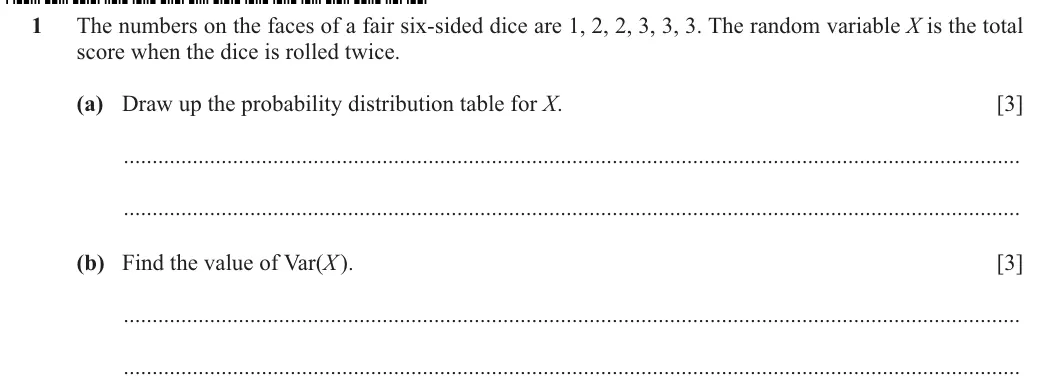 1 The numbers on the faces of a fair six-sided dice are 1, 2, 2, 3, 3, 3. The random variable X is the total
score when the dice is rolled twice.
(a) Draw up the probability distribution table for X. [3]
(b) Find the value of Var(X). [3]